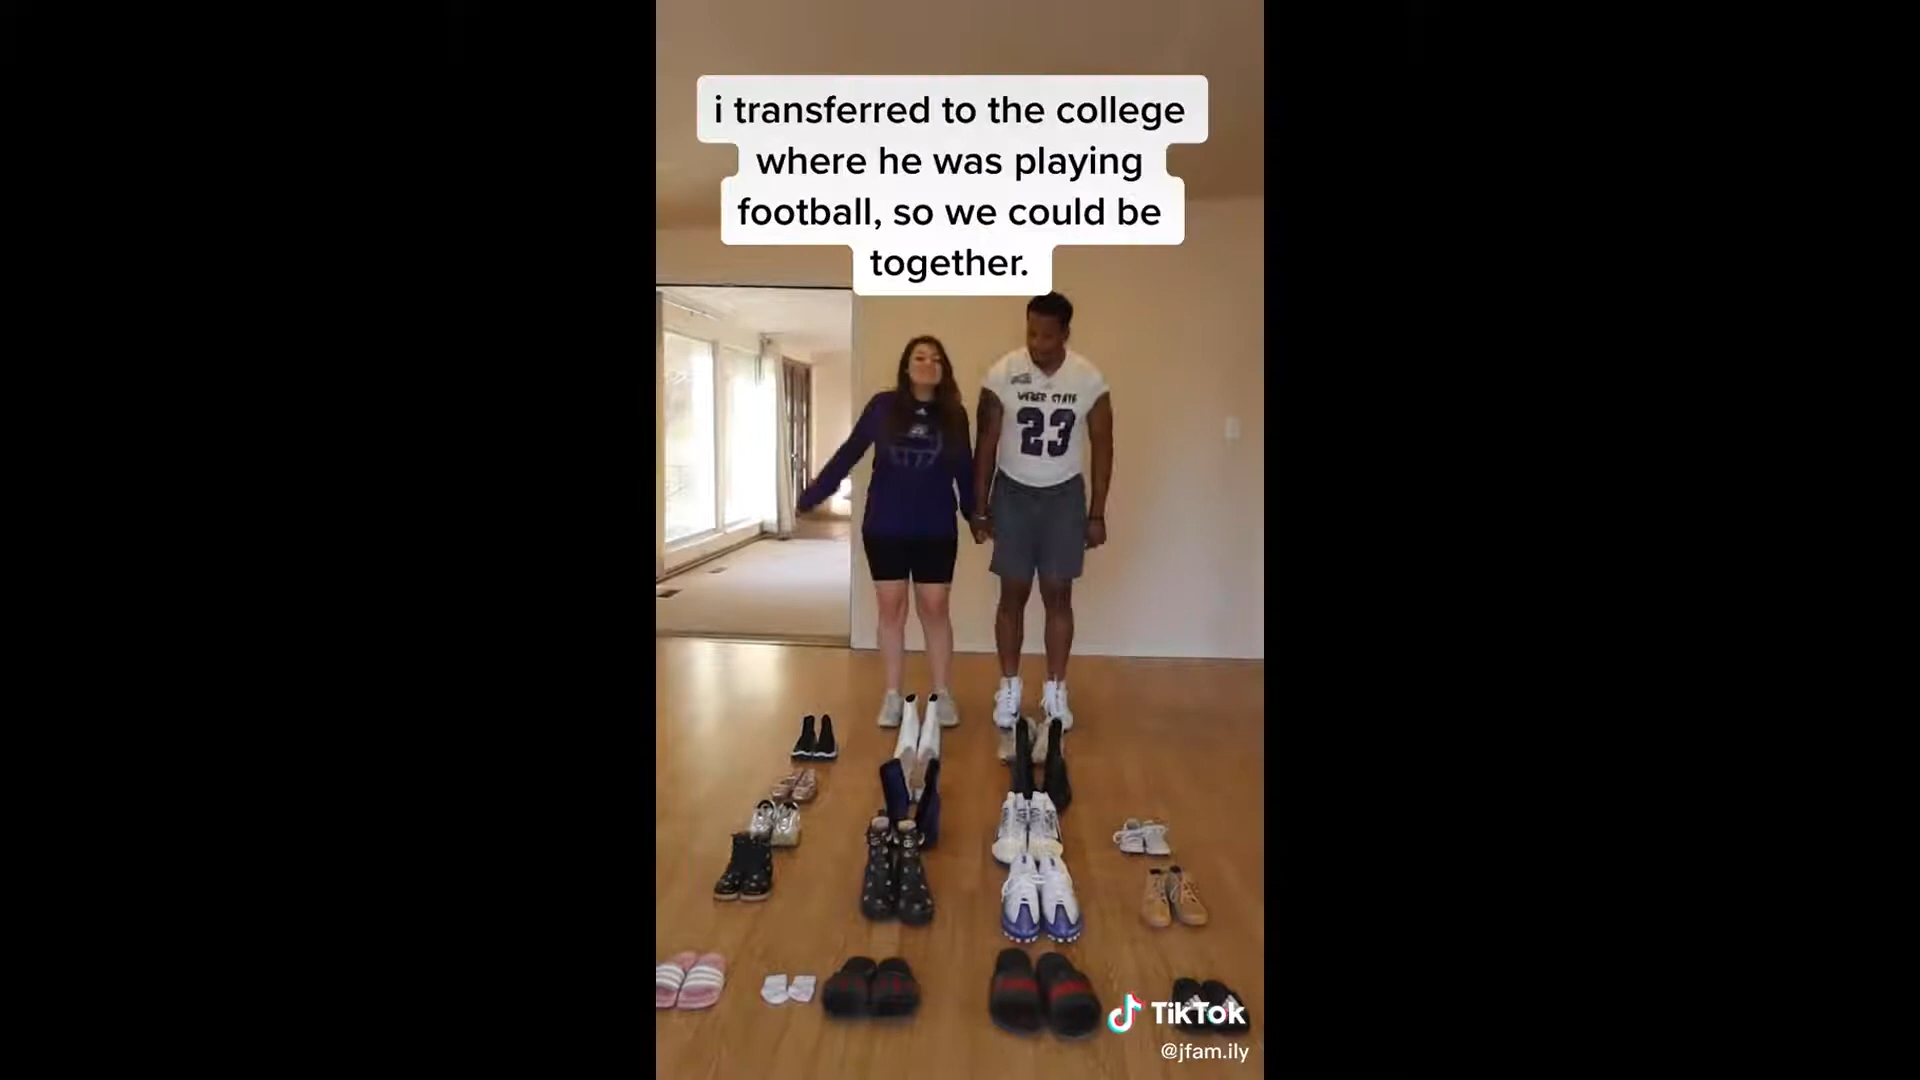 i transferred to the college
where he was playing
football, so we could be
together.
WEBER STATE
23
TikTok
@jfam.ily